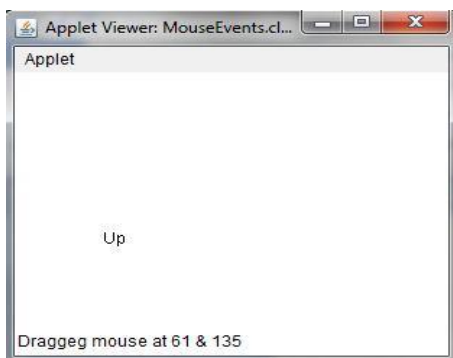 Applet Viewer: MouseEvents.cl...
Applet
Up
Draggeg mouse at 61 & 135